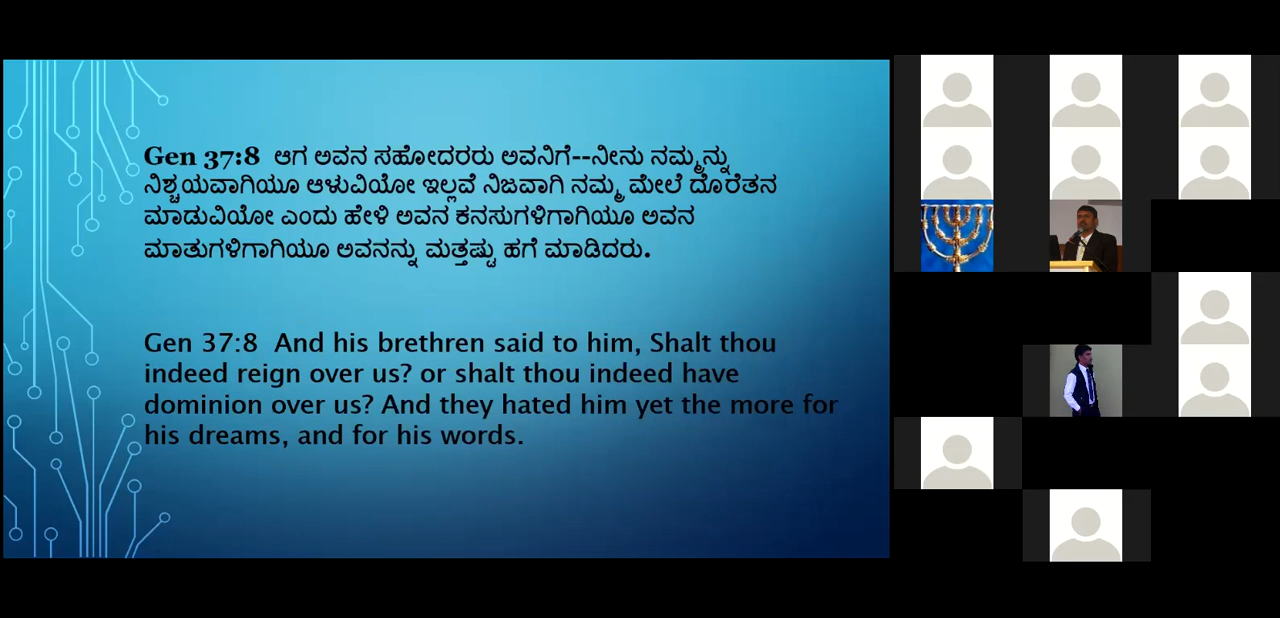 Gen 37:8 ಆಗ ಅವನ ಸಹೋದರರು ಅವನಿಗೆ--ನೀನು ನಮ್ಮನ್ನು
ನಿಶ್ಚಯವಾಗಿಯೂ ಆಳುವಿಯೋ ಇಲ್ಲವೆ ನಿಜವಾಗಿ ನಮ್ಮ ಮೇಲೆ ದೊರೆತನ
ಮಾಡುವಿಯೋ ಎಂದು ಹೇಳಿ ಅವನ ಕನಸುಗಳಿಗಾಗಿಯೂ ಅವನ
ಮಾತುಗಳಿಗಾಗಿಯೂ ಅವನನ್ನು ಮತ್ತಷ್ಟು ಹಗೆ ಮಾಡಿದರು.
Gen 37:8 And his brethren said to him, Shalt thou
indeed reign over us? or shalt thou indeed have
dominion over us? And they hated him yet the more for
his dreams, and for his words.